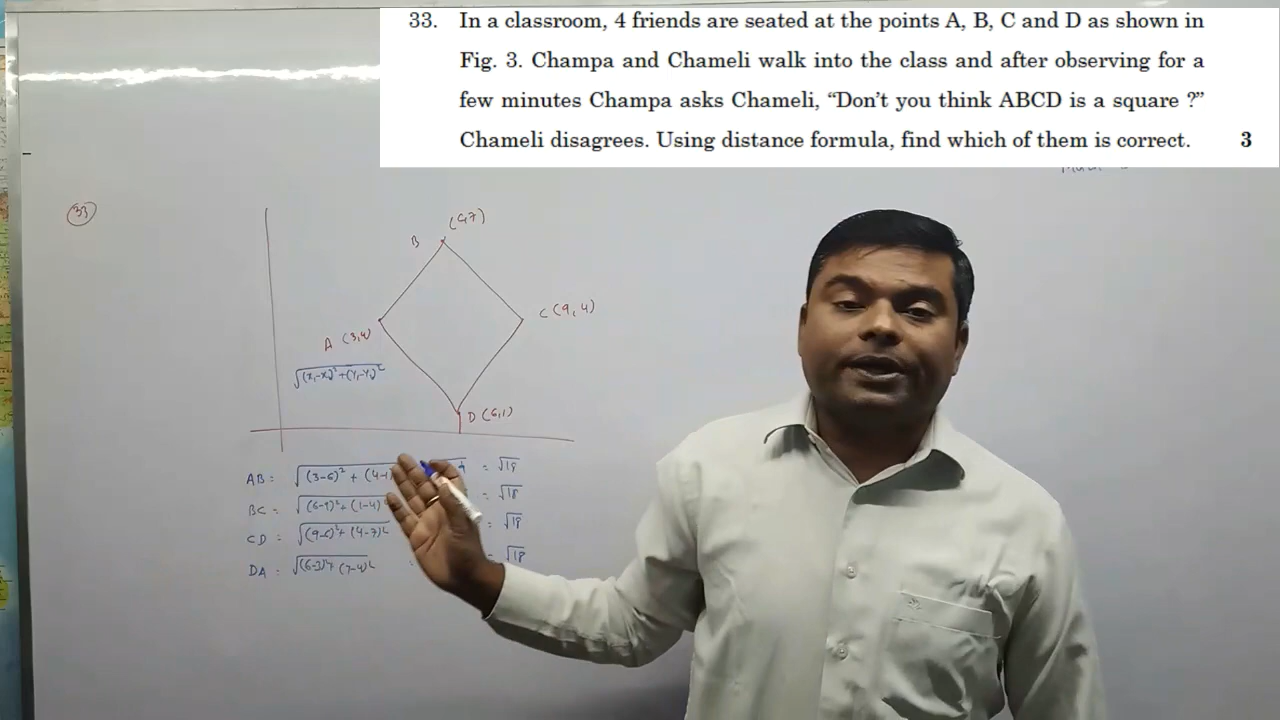 33. In a classroom, 4 friends are seated at the points A, B, C and D as shown in
Fig. 3. Champa and Chameli walk into the class and after observing for a
few minutes Champa asks Chameli, “Don’t you think ABCD is a square ?”
Chameli disagrees. Using distance formula, find which of them is correct. 3
33
(6,7)
B
C (9, 4)
A (3,4)
√(x₁-x₂)²+(y₁-y₂)²
D (6,1)
AB = √(3-6)² + (4-1 = √18
BC = √(6-9)²+(1-4) = √18
CD = √(9-6)²+(4-7)² = √18
DA = √(6-3)²+(7-4)² = √18